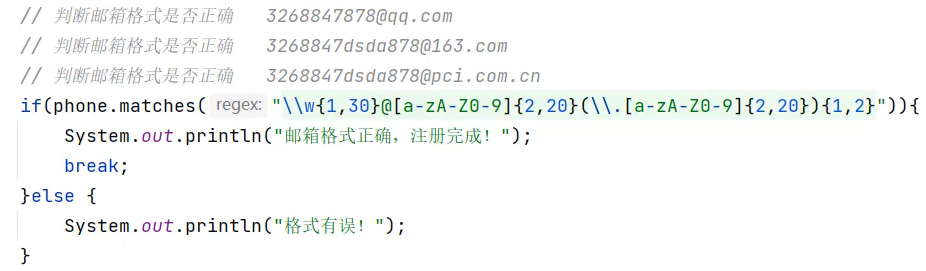 // 判断邮箱格式是否正确   3268847878@qq.com
// 判断邮箱格式是否正确   3268847dsda878@163.com
// 判断邮箱格式是否正确   3268847dsda878@pci.com.cn
if(phone.matches( regex: "\\w{1,30}@[a-zA-Z0-9]{2,20}(\\.[a-zA-Z0-9]{2,20}){1,2}")){
    System.out.println("邮箱格式正确，注册完成！");
    break;
}else {
    System.out.println("格式有误！");
}